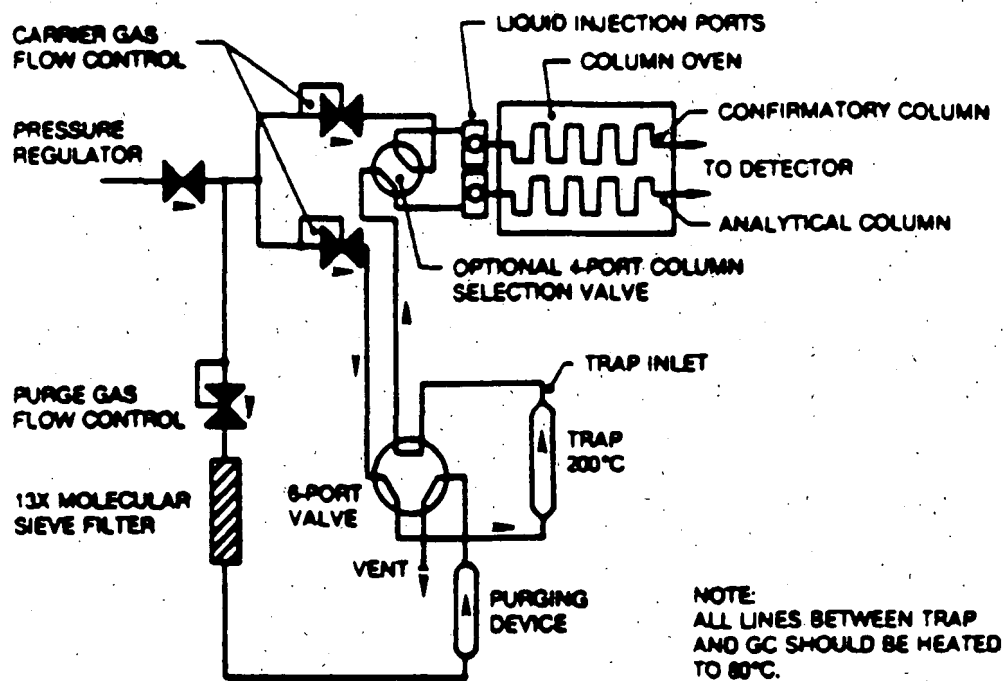 CARRIER GAS
FLOW CONTROL
LIQUID INJECTION PORTS
COLUMN OVEN
CONFIRMATORY COLUMN
TO DETECTOR
ANALYTICAL COLUMN
PRESSURE
REGULATOR
OPTIONAL 4-PORT COLUMN
SELECTION VALVE
TRAP INLET
PURGE GAS
FLOW CONTROL
TRAP
200°C
13X MOLECULAR
SIEVE FILTER
6-PORT
VALVE
VENT
PURGING
DEVICE
NOTE:
ALL LINES BETWEEN TRAP
AND GC SHOULD BE HEATED
TO 80°C.